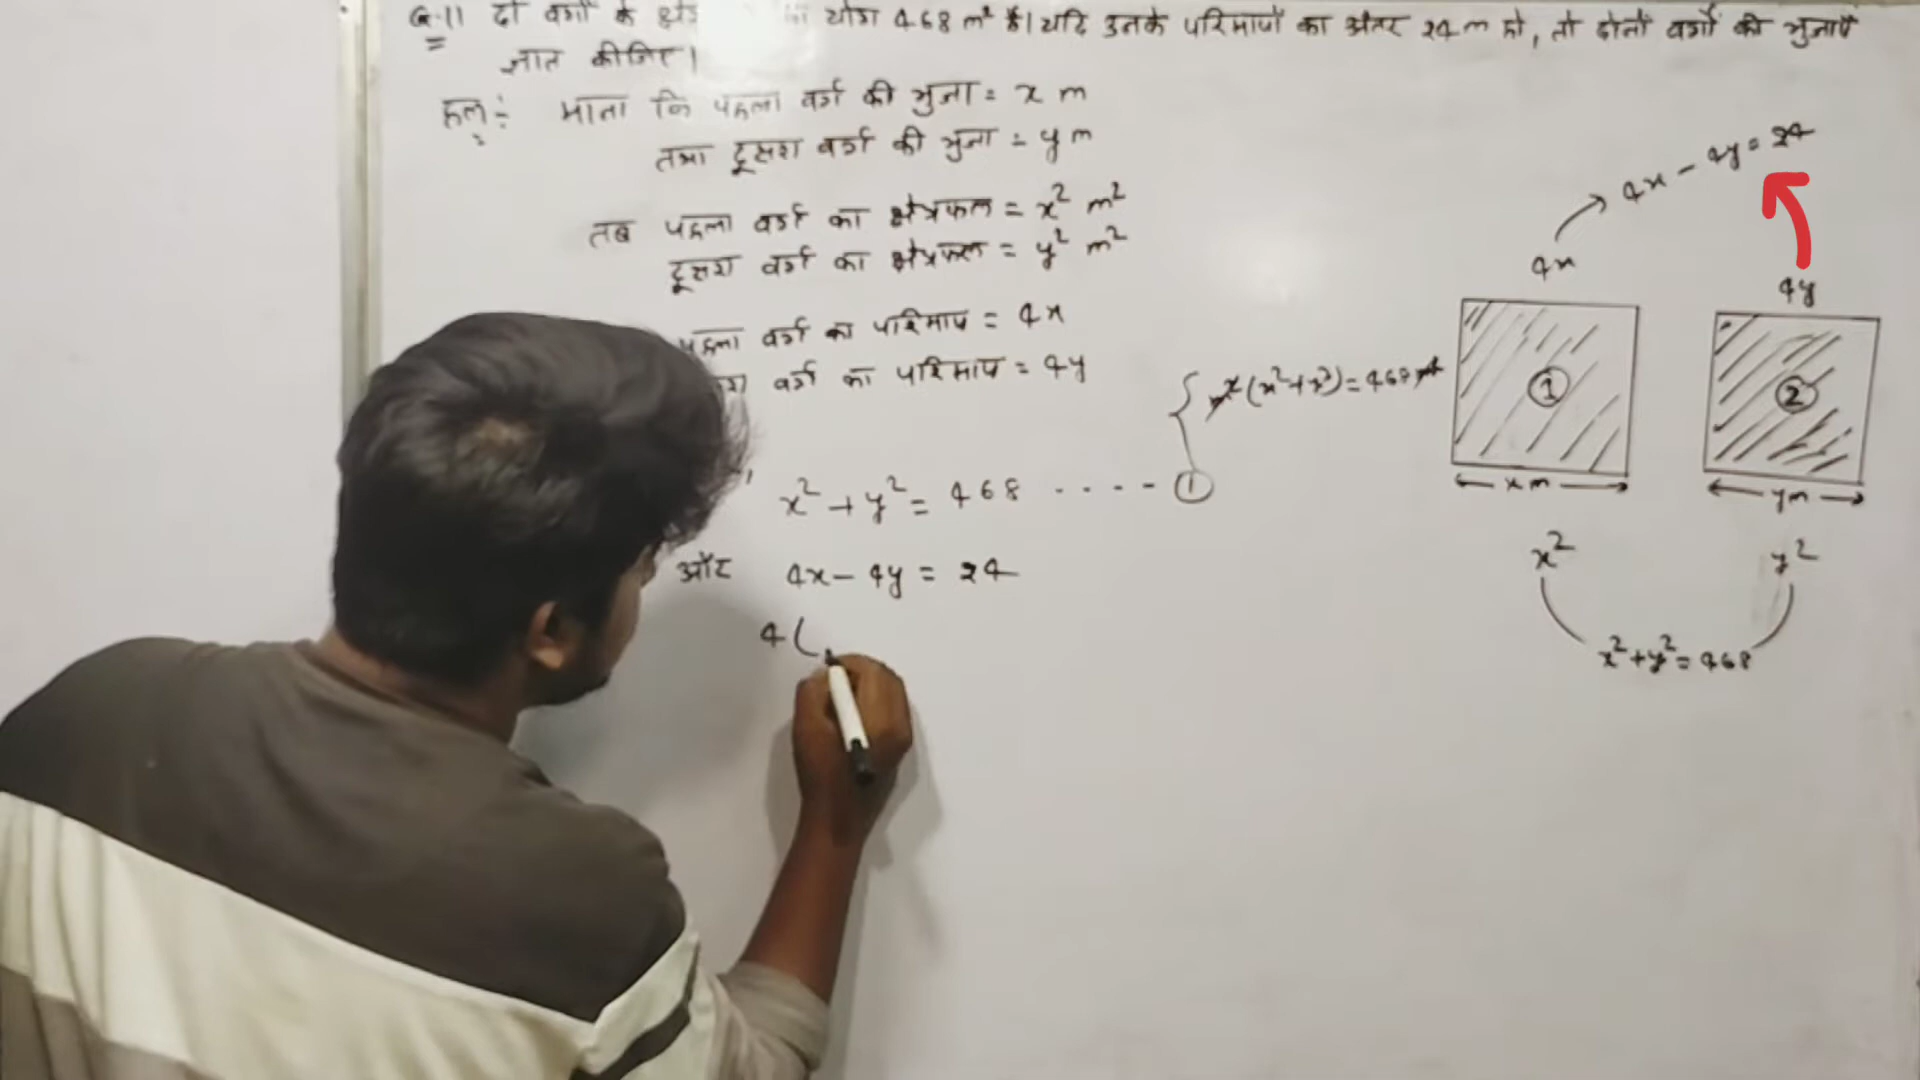 Q.11 दो वर्गों के क्षे योग 468 m² है। यदि उनके परिमापों का अंतर 24 m हो, तो दोनों वर्गों की भुजाएँ
ज्ञात कीजिए।
हल :- माना कि पहला वर्ग की भुजा = x m
तथा दूसरा वर्ग की भुजा = y m
तब पहला वर्ग का क्षेत्रफल = x² m²
दूसरा वर्ग का क्षेत्रफल = y² m²
पहला वर्ग का परिमाप = 4x
वर्ग का परिमाप = 4y
x² + y² = 468 ---- ①
और 4x - 4y = 24
4(
4x - 4y = 24
4x
4y
①
②
x m
y m
x²
y²
x² + y² = 468